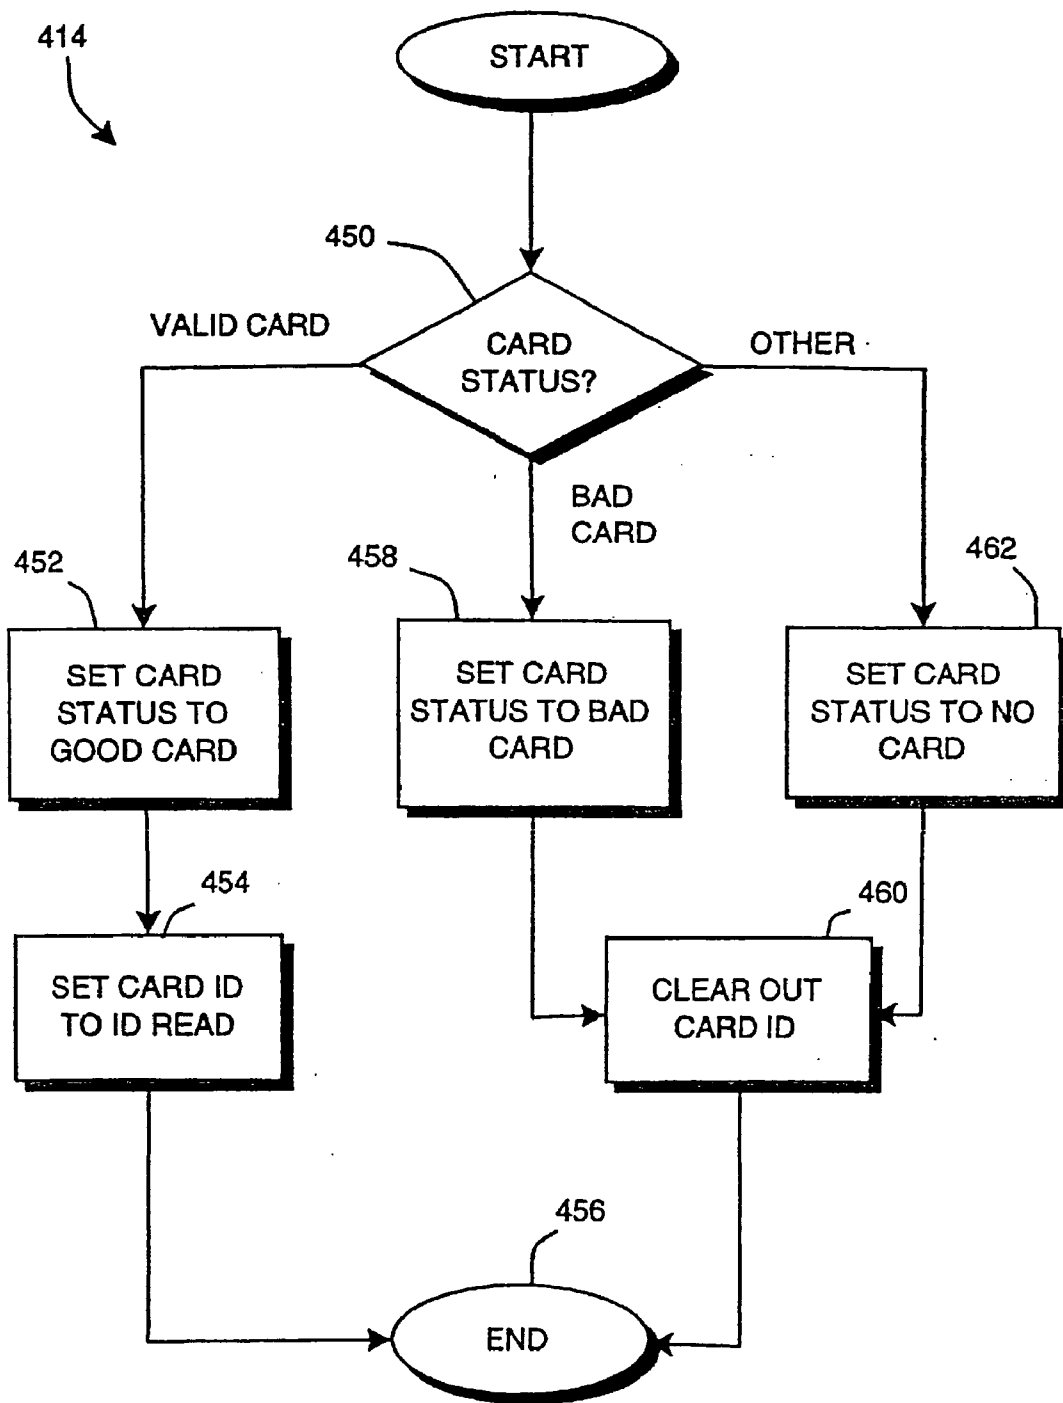 414
START
450
VALID CARD
CARD
STATUS?
OTHER
BAD
CARD
452
458
462
SET CARD
STATUS TO
GOOD CARD
SET CARD
STATUS TO BAD
CARD
SET CARD
STATUS TO NO
CARD
454
460
SET CARD ID
TO ID READ
CLEAR OUT
CARD ID
456
END